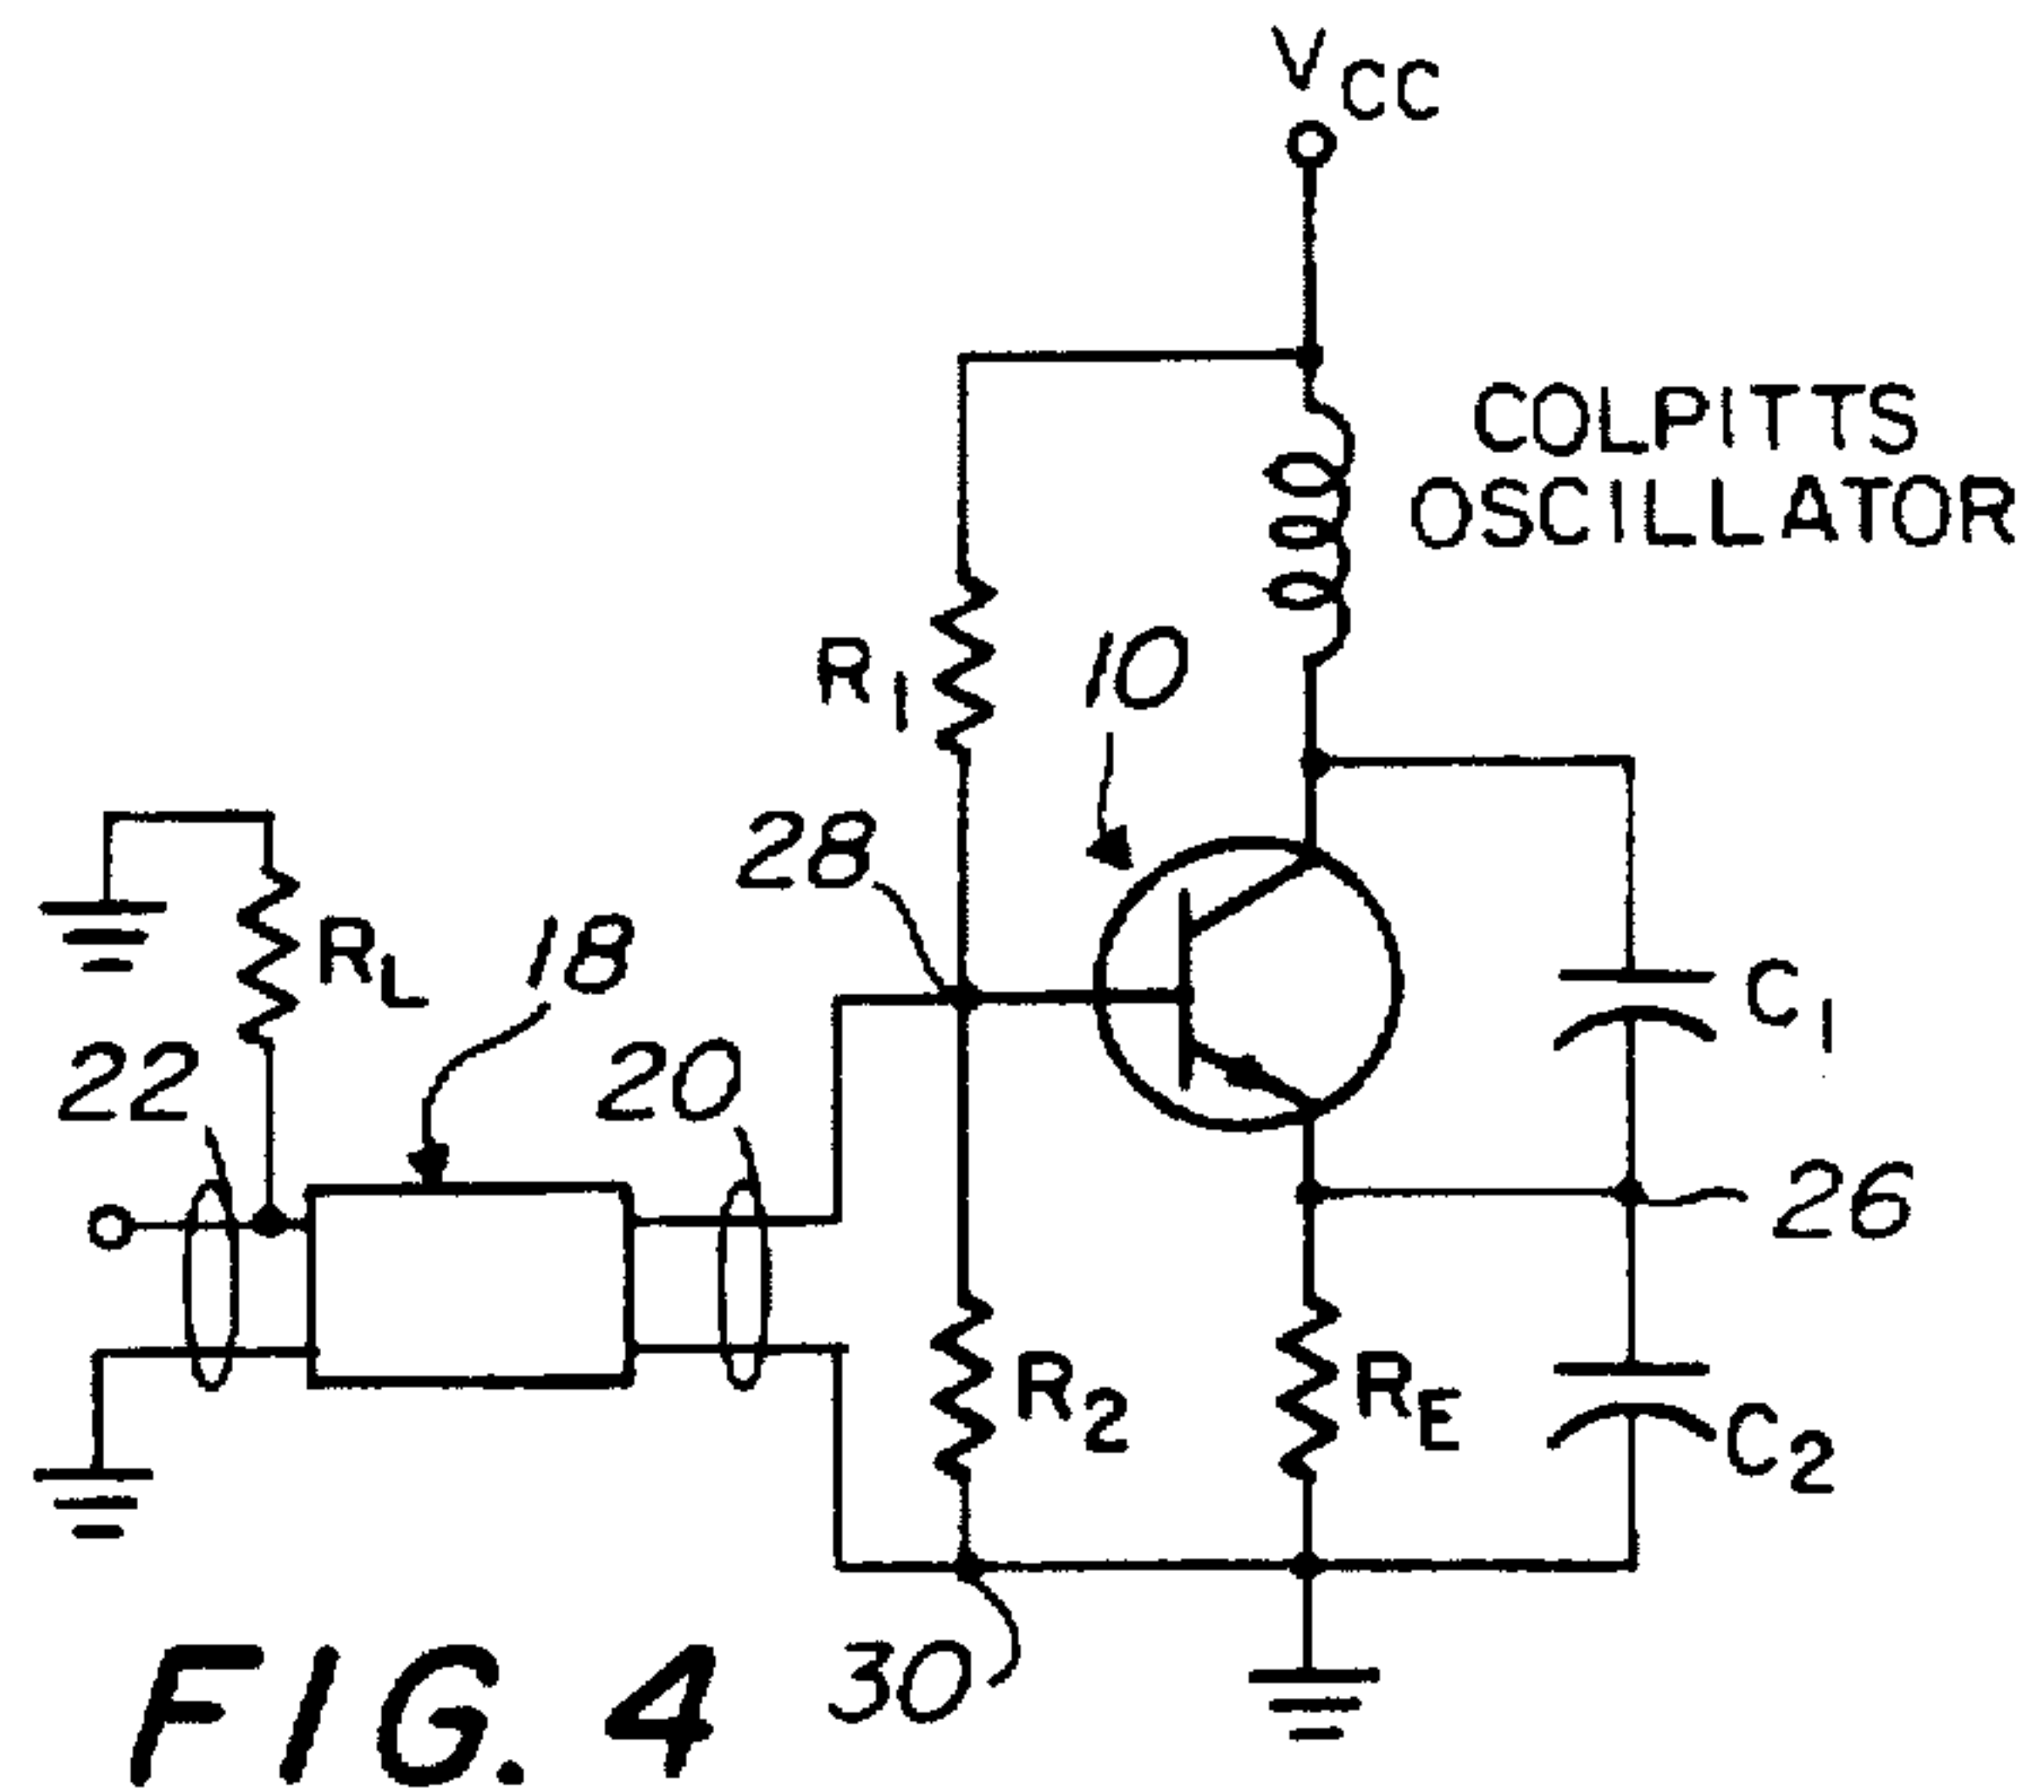 VCC
COLPITTS
OSCILLATOR
R1
10
28
RL
18
C1
22
20
26
R2
RE
C2
30
FIG. 4